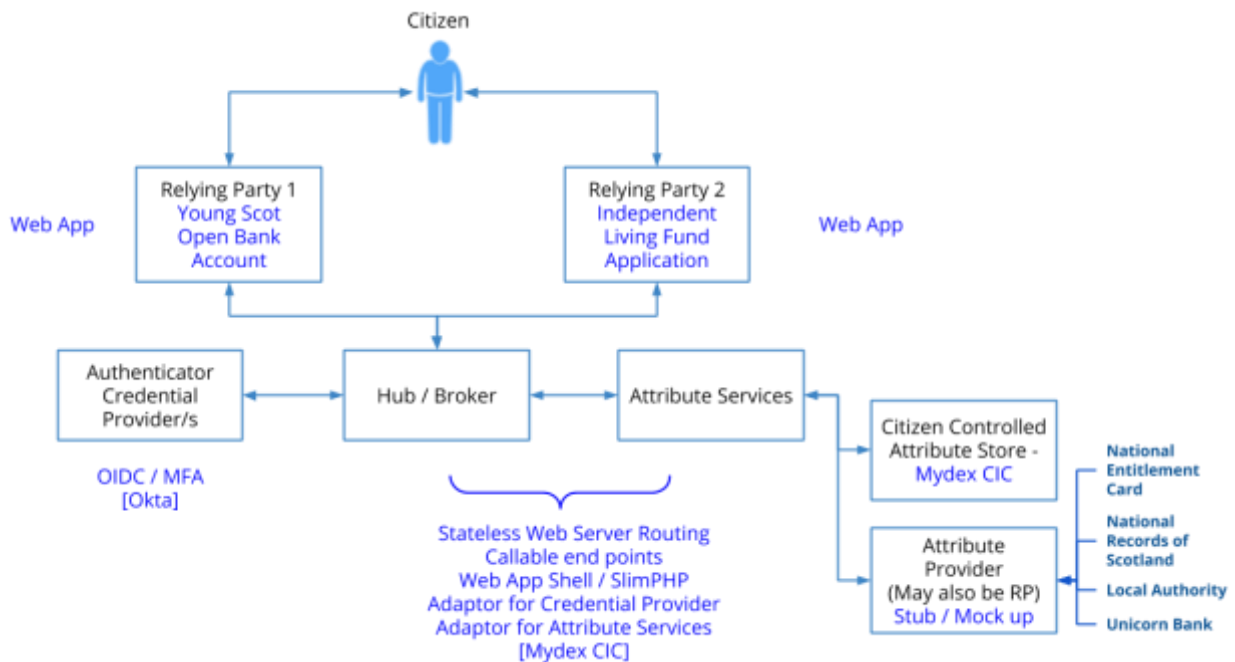 Citizen
Relying Party 1
Young Scot
Open Bank
Account
Web App
Relying Party 2
Independent
Living Fund
Application
Web App
Authenticator
Credential
Provider/s
Hub / Broker
Attribute Services
OIDC / MFA
[Okta]
Stateless Web Server Routing
Callable end points
Web App Shell / SlimPHP
Adaptor for Credential Provider
Adaptor for Attribute Services
[Mydex CIC]
Citizen Controlled
Attribute Store -
Mydex CIC
Attribute
Provider
(May also be RP)
Stub / Mock up
National
Entitlement
Card
National
Records of
Scotland
Local Authority
Unicorn Bank